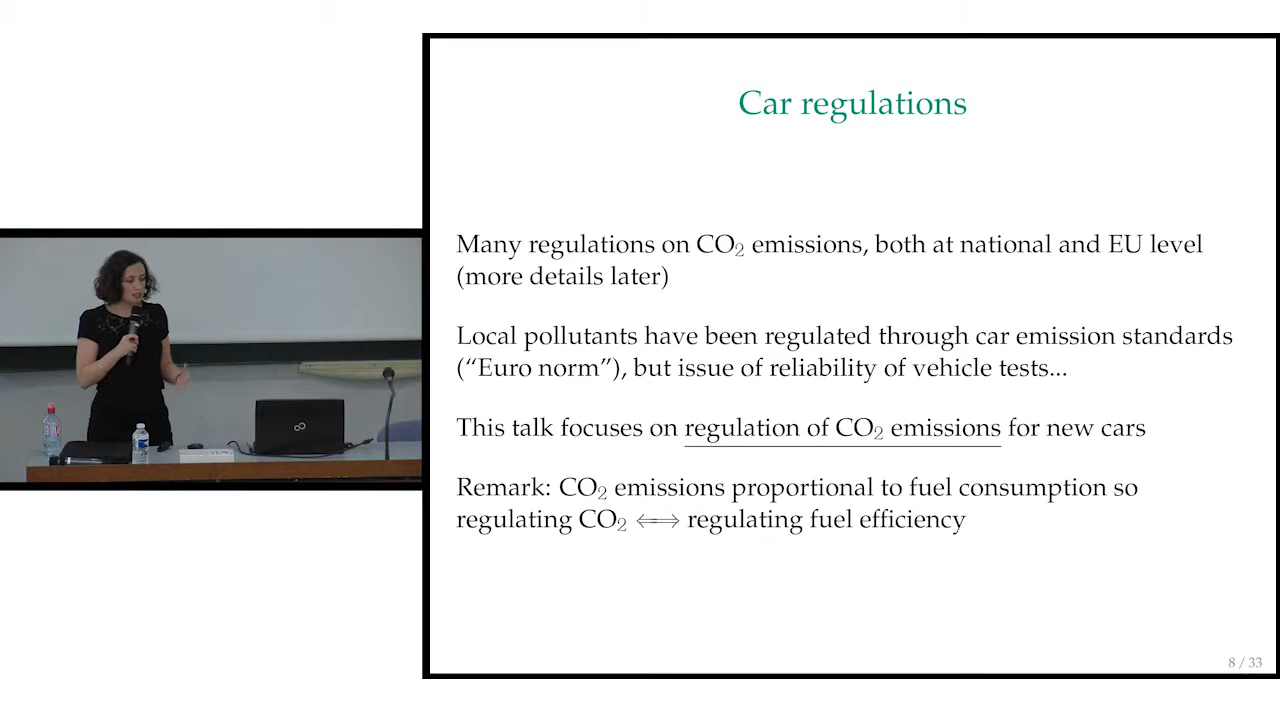 Car regulations
Many regulations on CO₂ emissions, both at national and EU level
(more details later)
Local pollutants have been regulated through car emission standards
(“Euro norm”), but issue of reliability of vehicle tests...
This talk focuses on regulation of CO₂ emissions for new cars
Remark: CO₂ emissions proportional to fuel consumption so
regulating CO₂ ⟺ regulating fuel efficiency
8 / 33